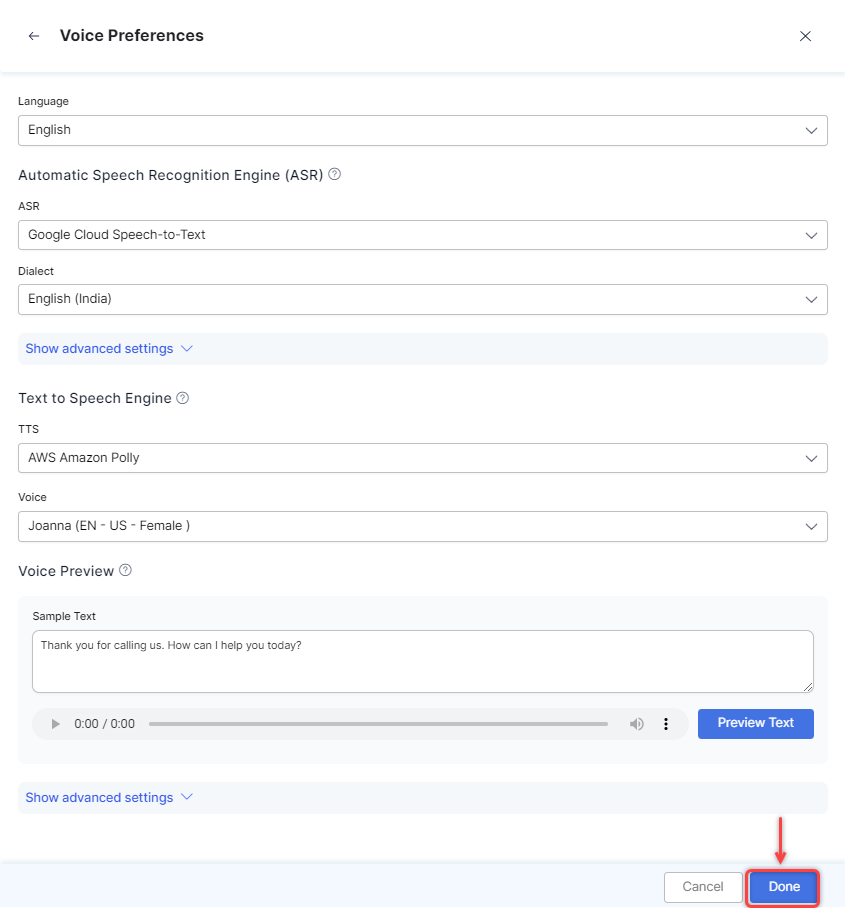 Voice Preferences
Language
English
Automatic Speech Recognition Engine (ASR)
ASR
Google Cloud Speech-to-Text
Dialect
English (India)
Show advanced settings
Text to Speech Engine
TTS
AWS Amazon Polly
Voice
Joanna (EN - US - Female )
Voice Preview
Sample Text
Thank you for calling us. How can I help you today?
0:00 / 0:00
Preview Text
Show advanced settings
Cancel
Done